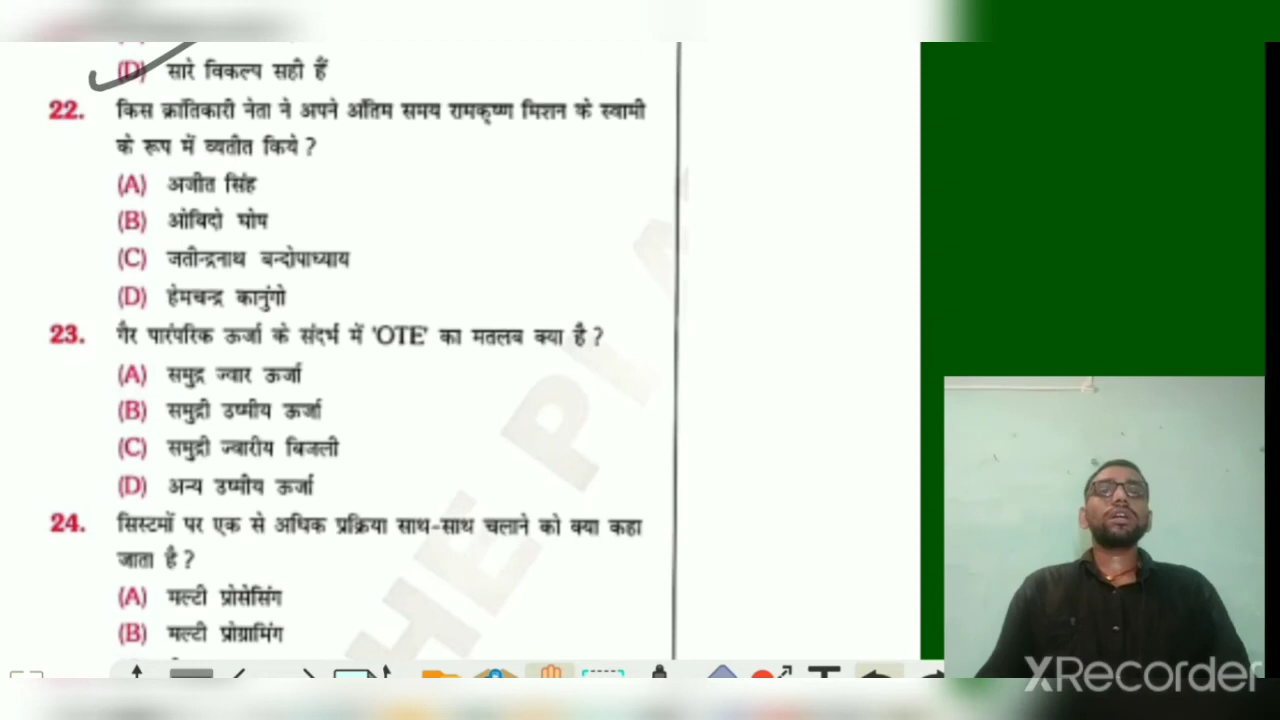 (D) सारे विकल्प सही हैं
22. किस क्रांतिकारी नेता ने अपने अंतिम समय रामकृष्ण मिशन के स्वामी
के रूप में व्यतीत किये ?
(A) अजीत सिंह
(B) ओबिदो घोष
(C) जतीन्द्रनाथ बन्दोपाध्याय
(D) हेमचन्द्र कानुंगो
23. गैर पारंपरिक ऊर्जा के संदर्भ में 'OTE' का मतलब क्या है ?
(A) समुद्र ज्वार ऊर्जा
(B) समुद्री उष्मीय ऊर्जा
(C) समुद्री ज्वारीय बिजली
(D) अन्य उष्मीय ऊर्जा
24. सिस्टमों पर एक से अधिक प्रक्रिया साथ-साथ चलाने को क्या कहा
जाता है ?
(A) मल्टी प्रोसेसिंग
(B) मल्टी प्रोग्रामिंग
XRecorder